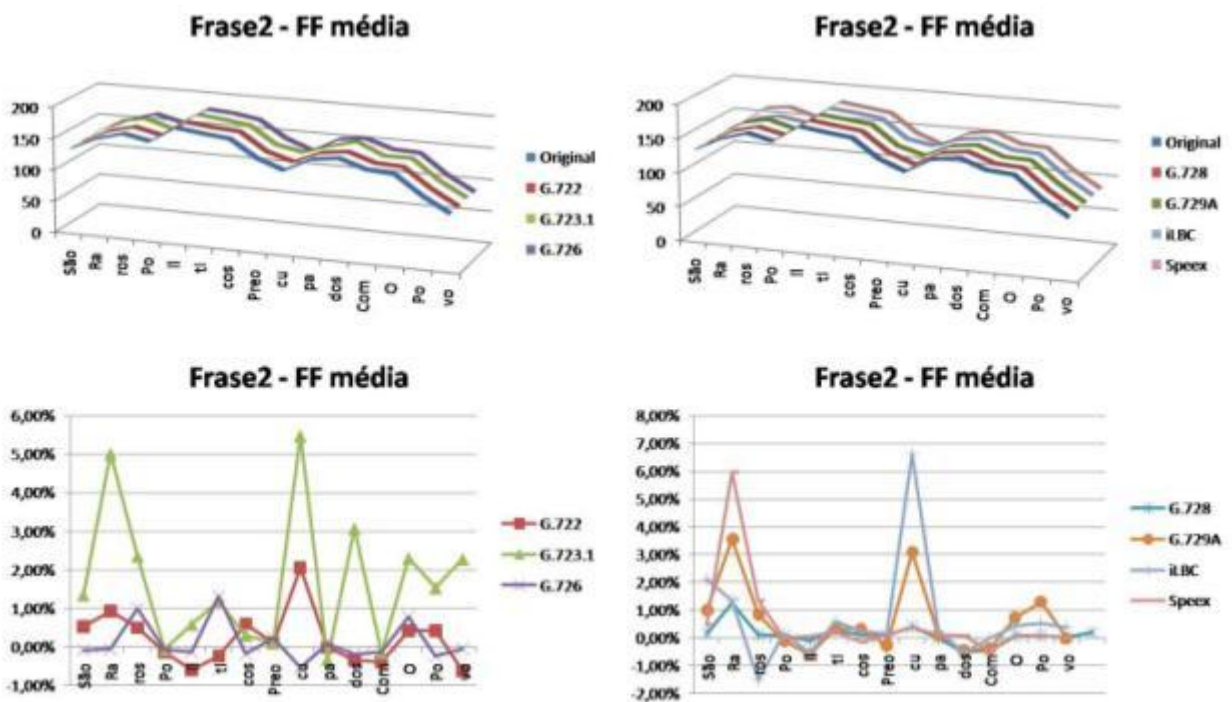 Frase2 - FF média
200
150
100
50
0
São
Ra
ros
Po
li
ti
cos
Preo
cu
pa
dos
Com
O
Po
vo
Original
G.722
G.723.1
G.726
Frase2 - FF média
200
150
100
50
0
São
Ra
ros
Po
li
ti
cos
Preo
cu
pa
dos
Com
O
Po
vo
Original
G.728
G.729A
iLBC
Speex
Frase2 - FF média
6,00%
5,00%
4,00%
3,00%
2,00%
1,00%
0,00%
-1,00%
São
Ra
ros
Po
li
ti
cos
Preo
cu
pa
dos
Com
O
Po
vo
G.722
G.723.1
G.726
Frase2 - FF média
8,00%
7,00%
6,00%
5,00%
4,00%
3,00%
2,00%
1,00%
0,00%
-1,00%
-2,00%
São
Ra
ros
Po
li
ti
cos
Preo
cu
pa
dos
Com
O
Po
vo
G.728
G.729A
iLBC
Speex